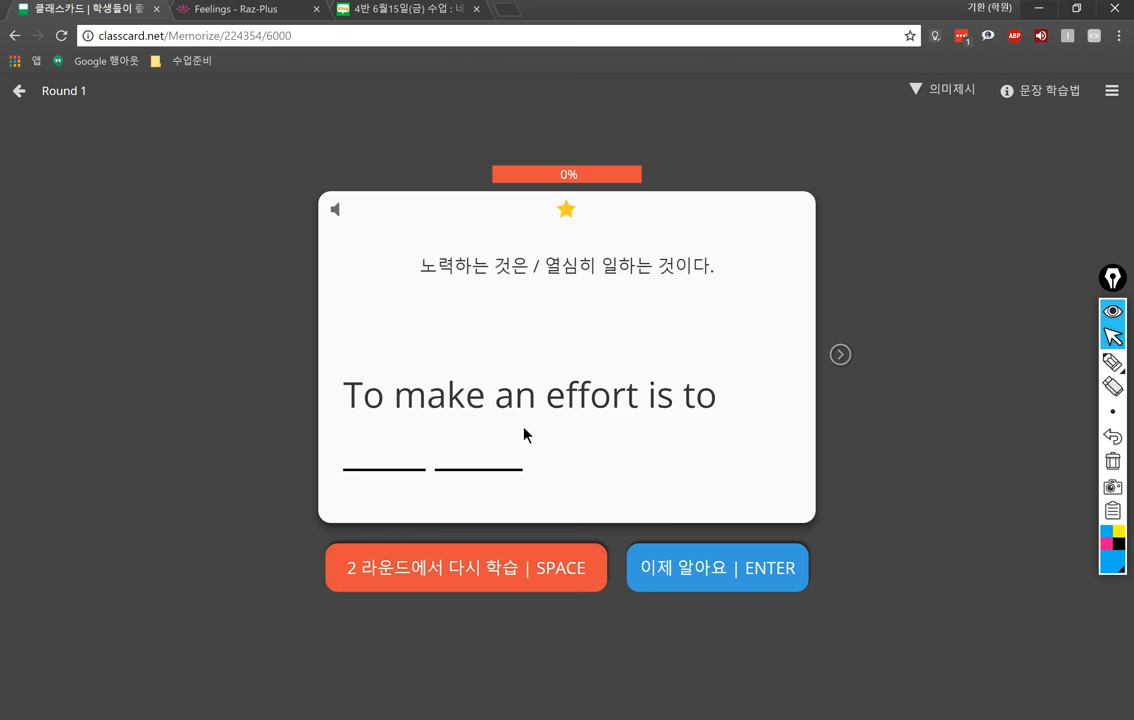 클래스카드 | 학생들이 즐
Feelings - Raz-Plus
4반 6월15일(금) 수업 : 네
기환 (학원)
classcard.net/Memorize/224354/6000
1
ABP
앱
Google 행아웃
수업준비
Round 1
의미제시
문장 학습법
0%
노력하는 것은 / 열심히 일하는 것이다.
To make an effort is to
2 라운드에서 다시 학습 | SPACE
이제 알아요 | ENTER